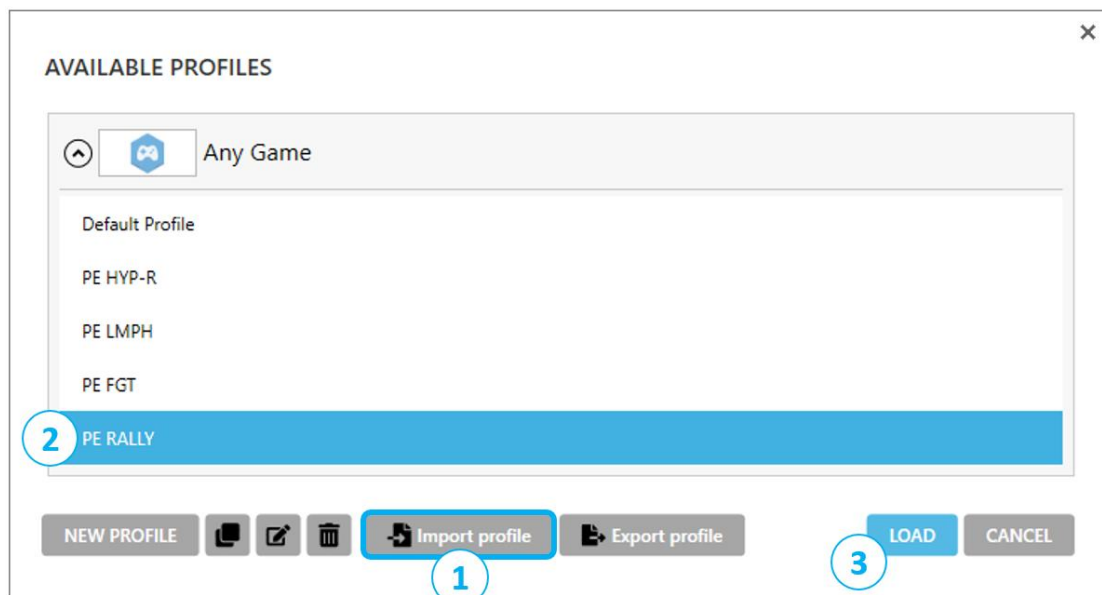 ×
AVAILABLE PROFILES
Any Game
Default Profile
PE HYP-R
PE LMPH
PE FGT
2 PE RALLY
NEW PROFILE Import profile Export profile LOAD CANCEL
1 3